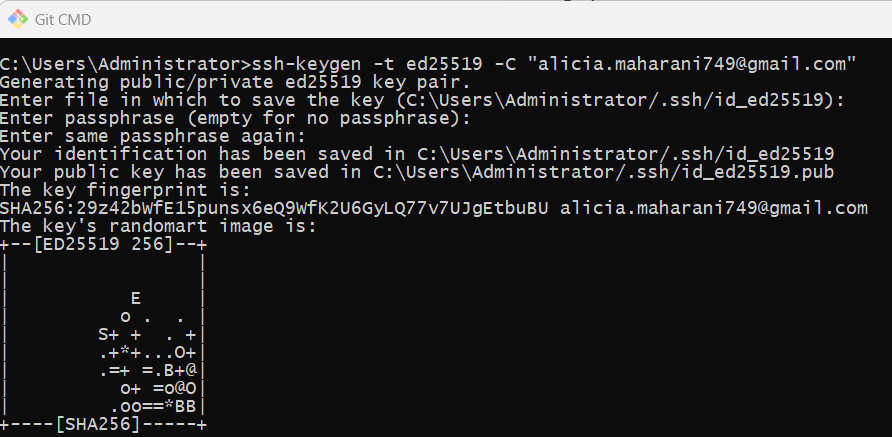 Git CMD
C:\Users\Administrator>ssh-keygen -t ed25519 -C "alicia.maharani749@gmail.com"
Generating public/private ed25519 key pair.
Enter file in which to save the key (C:\Users\Administrator/.ssh/id_ed25519):
Enter passphrase (empty for no passphrase):
Enter same passphrase again:
Your identification has been saved in C:\Users\Administrator/.ssh/id_ed25519
Your public key has been saved in C:\Users\Administrator/.ssh/id_ed25519.pub
The key fingerprint is:
SHA256:29z42bWfE15punsx6eQ9WfK2U6GyLQ77v7UJgEtbuBU alicia.maharani749@gmail.com
The key's randomart image is:
+--[ED25519 256]--+
|                 |
|                 |
|           E     |
|          o .  . |
|        S+ +  . +|
|        .+*+...O+|
|        .=+ =.B+@|
|          o+ =o@O|
|         .oo==*BB|
+----[SHA256]-----+